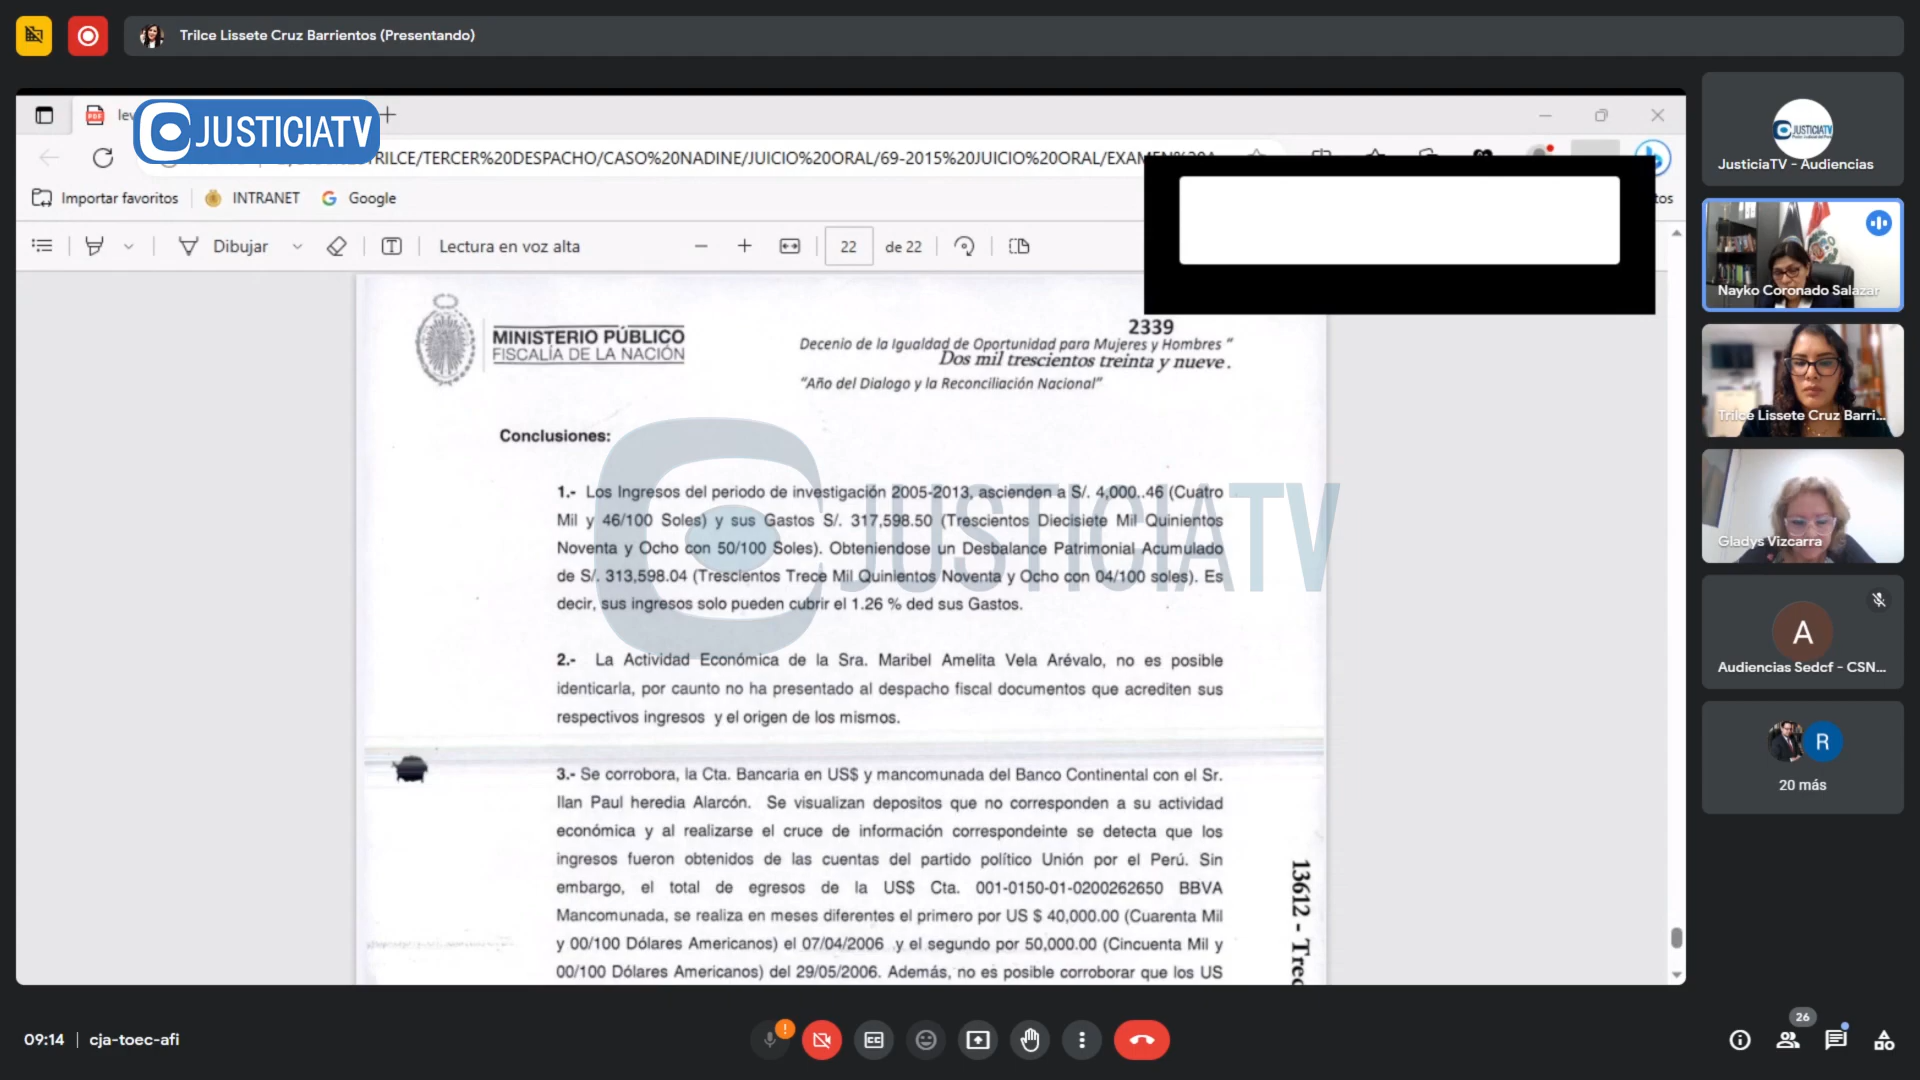 Trilce Lissete Cruz Barrientos (Presentando)
JUSTICIATV
TRILCE/TERCER%20DESPACHO/CASO%20NADINE/JUICIO%20ORAL/69-2015%20JUICIO%20ORAL/EXAMEN%20A
Importar favoritos
INTRANET
Google
tos
Dibujar
Lectura en voz alta
22
de 22
MINISTERIO PÚBLICO
FISCALÍA DE LA NACIÓN
2339
Decenio de la Igualdad de Oportunidad para Mujeres y Hombres "
Dos mil trescientos treinta y nueve.
"Año del Dialogo y la Reconciliación Nacional"
Conclusiones:
1.- Los Ingresos del periodo de investigación 2005-2013, ascienden a S/. 4,000..46 (Cuatro
Mil y 46/100 Soles) y sus Gastos S/. 317,598.50 (Trescientos Diecisiete Mil Quinientos
Noventa y Ocho con 50/100 Soles). Obteniendose un Desbalance Patrimonial Acumulado
de S/. 313,598.04 (Trescientos Trece Mil Quinientos Noventa y Ocho con 04/100 soles). Es
decir, sus ingresos solo pueden cubrir el 1.26 % ded sus Gastos.
2.- La Actividad Económica de la Sra. Maribel Amelita Vela Arévalo, no es posible
identicarla, por caunto no ha presentado al despacho fiscal documentos que acrediten sus
respectivos ingresos y el origen de los mismos.
3.- Se corrobora, la Cta. Bancaria en US$ y mancomunada del Banco Continental con el Sr.
Ilan Paul heredia Alarcón. Se visualizan depositos que no corresponden a su actividad
económica y al realizarse el cruce de información correspondeinte se detecta que los
ingresos fueron obtenidos de las cuentas del partido político Unión por el Perú. Sin
embargo, el total de egresos de la US$ Cta. 001-0150-01-0200262650 BBVA
Mancomunada, se realiza en meses diferentes el primero por US $ 40,000.00 (Cuarenta Mil
y 00/100 Dólares Americanos) el 07/04/2006 y el segundo por 50,000.00 (Cincuenta Mil y
00/100 Dólares Americanos) del 29/05/2006. Además, no es posible corroborar que los US
13612 - Trec
JUSTICIATV
JUSTICIATV
JusticiaTV - Audiencias
Nayko Coronado Salazar
Trilce Lissete Cruz Barri...
Gladys Vizcarra
A
Audiencias Sedcf - CSN...
R
20 más
09:14
cja-toec-afi
26